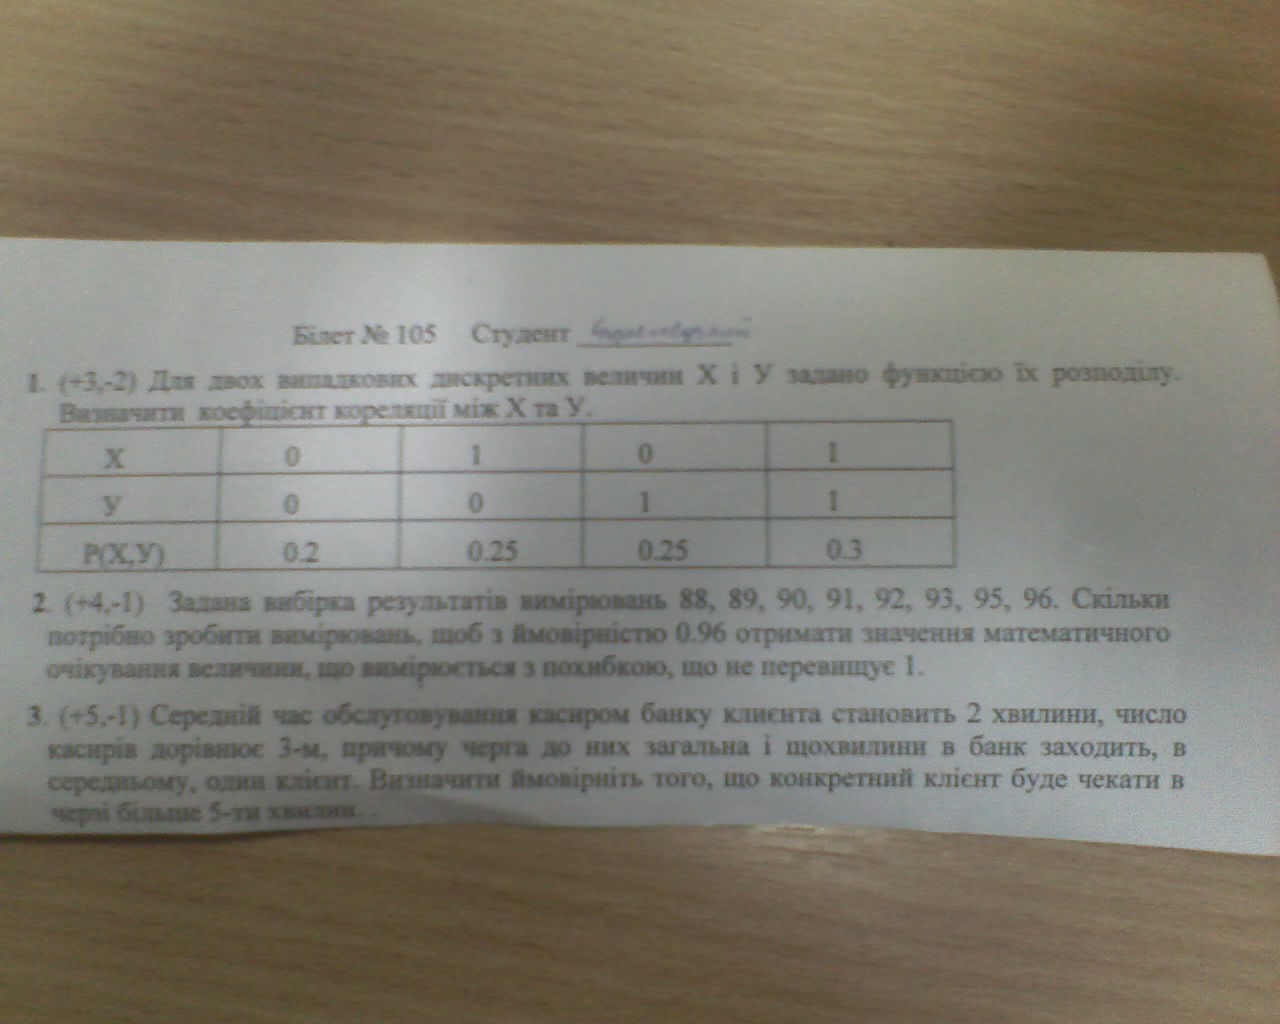 Білет № 105 Студент
1. (+3,-2) Для двох випадкових дискретних величин Х і У задано функцією їх розподілу.
Визначити коефіцієнт кореляції між Х та У.
Х 0 1 0 1
У 0 0 1 1
Р(Х,У) 0.2 0.25 0.25 0.3
2. (+4,-1) Задана вибірка результатів вимірювань 88, 89, 90, 91, 92, 93, 95, 96. Скільки
потрібно зробити вимірювань, щоб з ймовірністю 0.96 отримати значення математичного
очікування величини, що вимірюється з похибкою, що не перевищує 1.
3. (+5,-1) Середній час обслуговування касиром банку клієнта становить 2 хвилини, число
касирів дорівнює 3-м, причому черга до них загальна і щохвилини в банк заходить, в
середньому, один клієнт. Визначити ймовірніть того, що конкретний клієнт буде чекати в
черзі більше 5-ти хвилин.